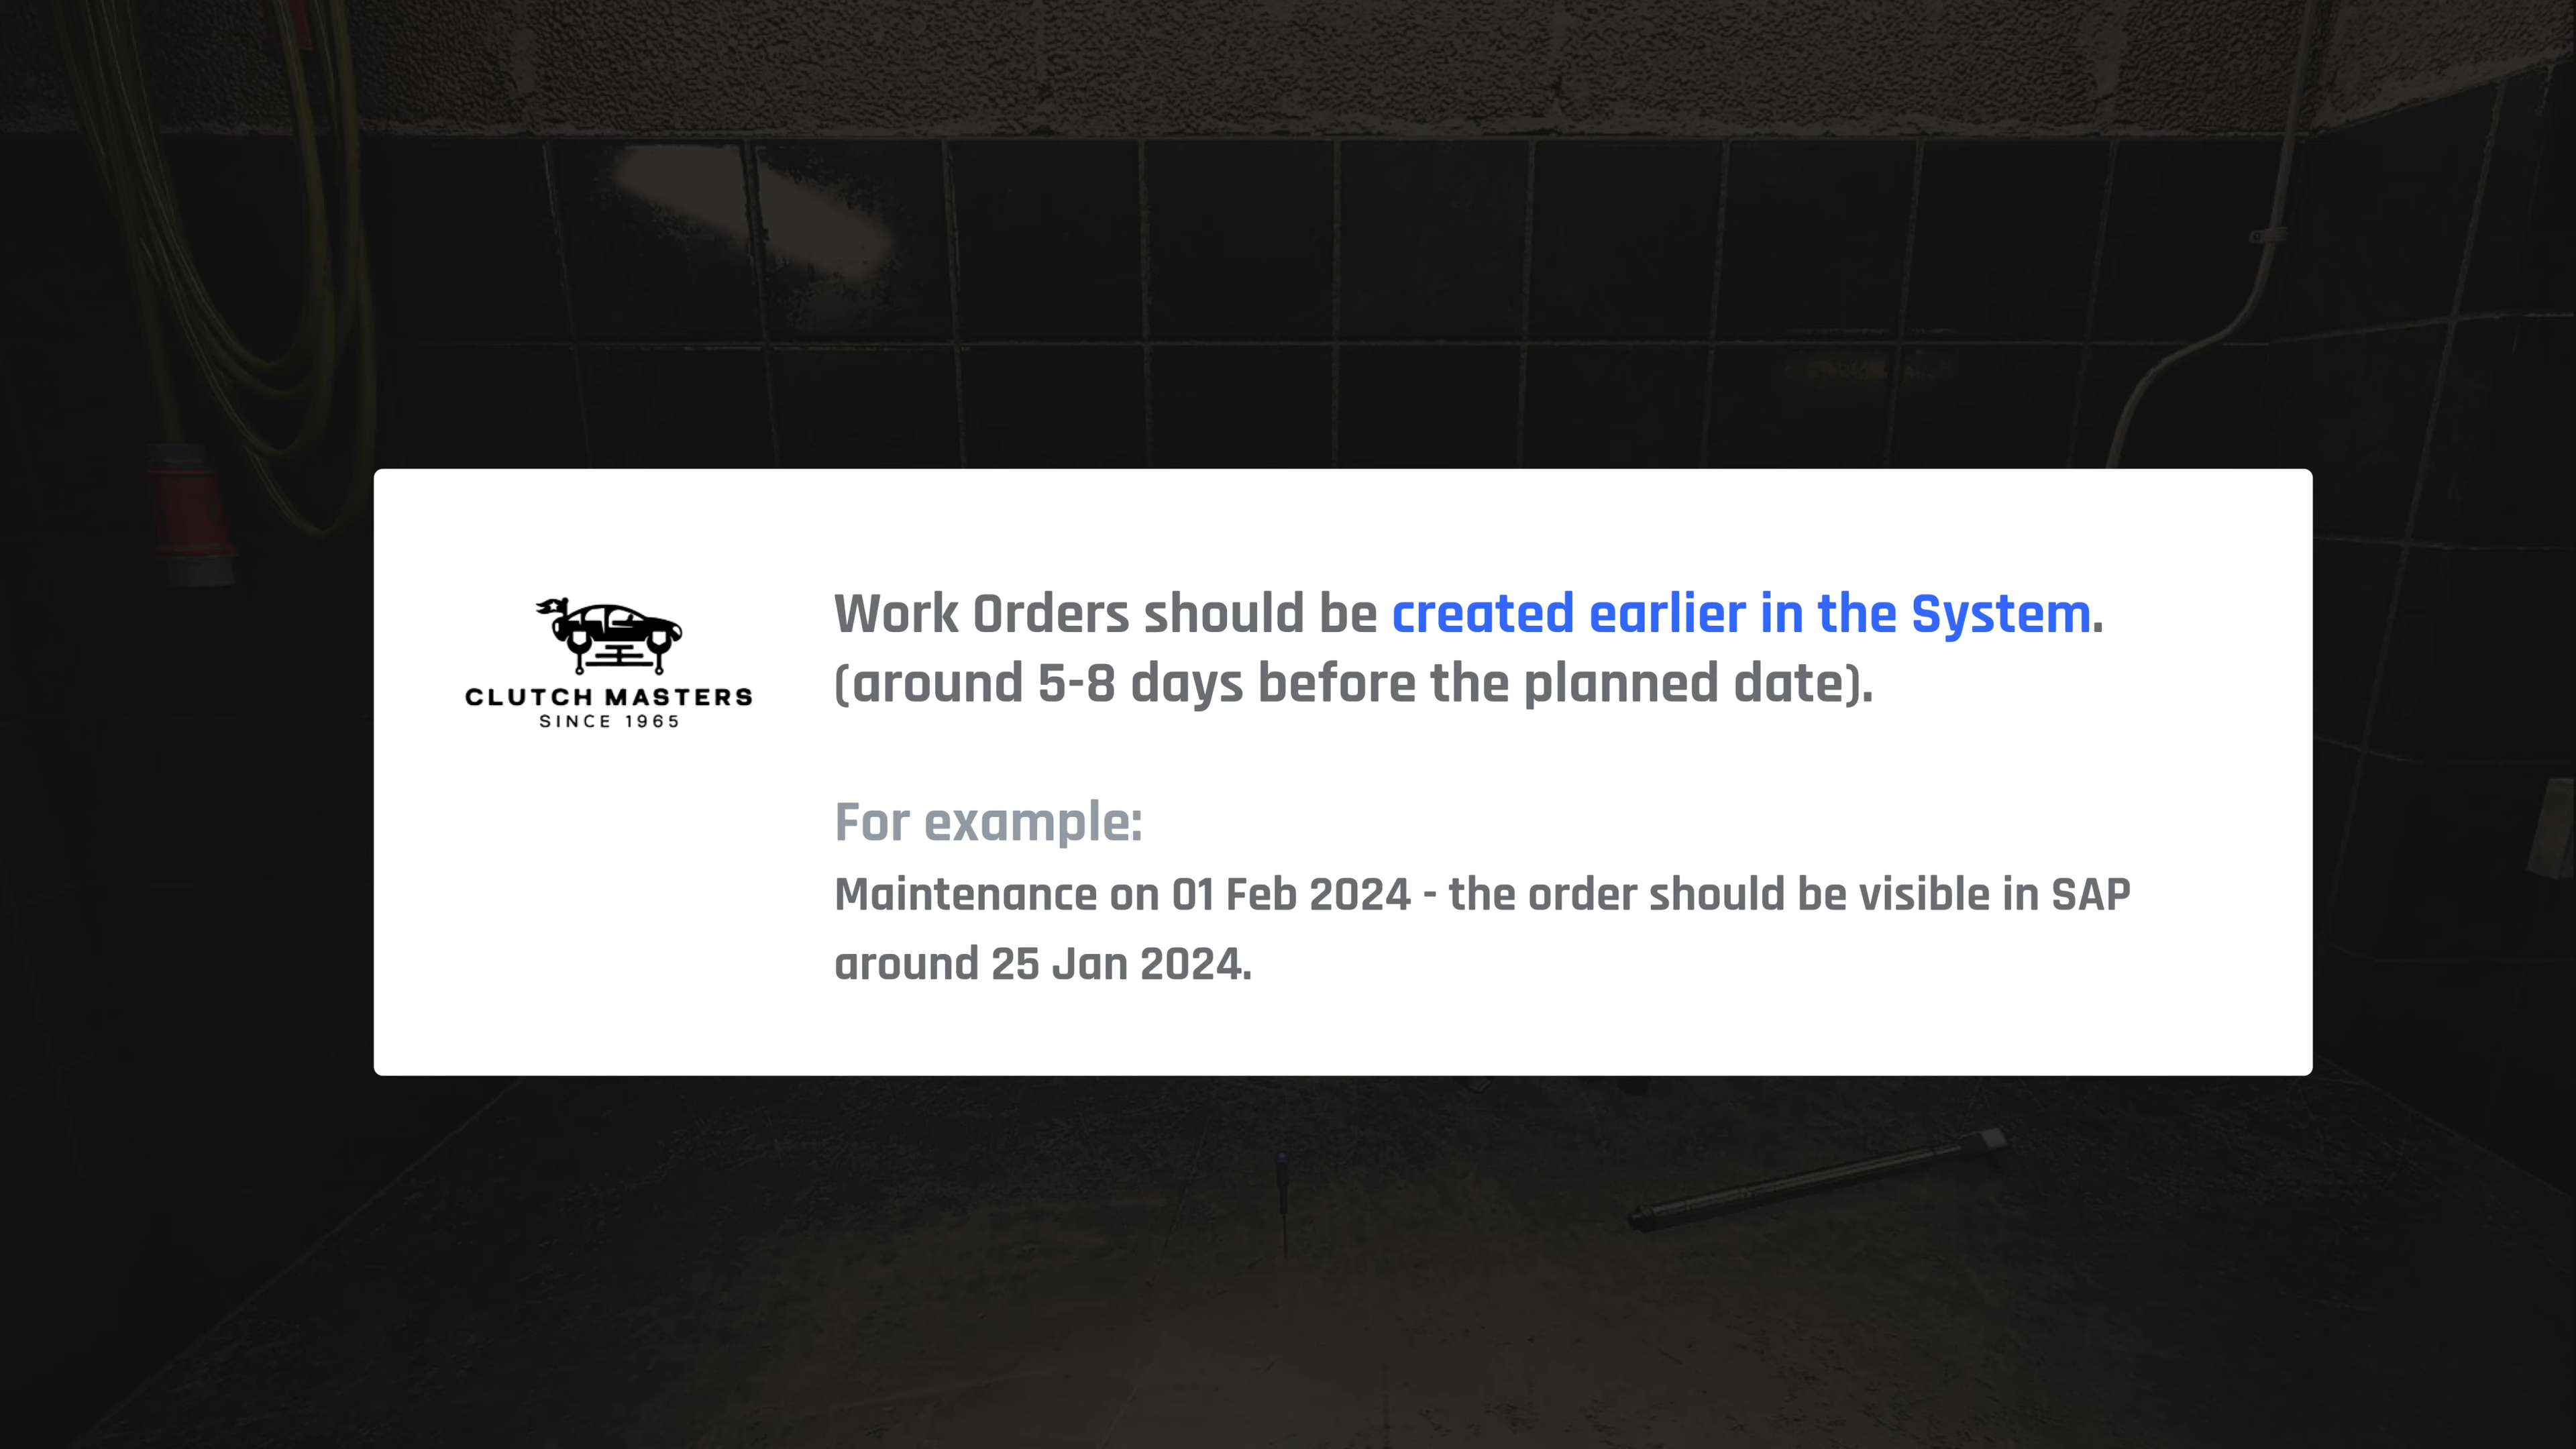 CLUTCH MASTERS
SINCE 1965
Work Orders should be created earlier in the System.
(around 5-8 days before the planned date).
For example:
Maintenance on 01 Feb 2024 - the order should be visible in SAP
around 25 Jan 2024.